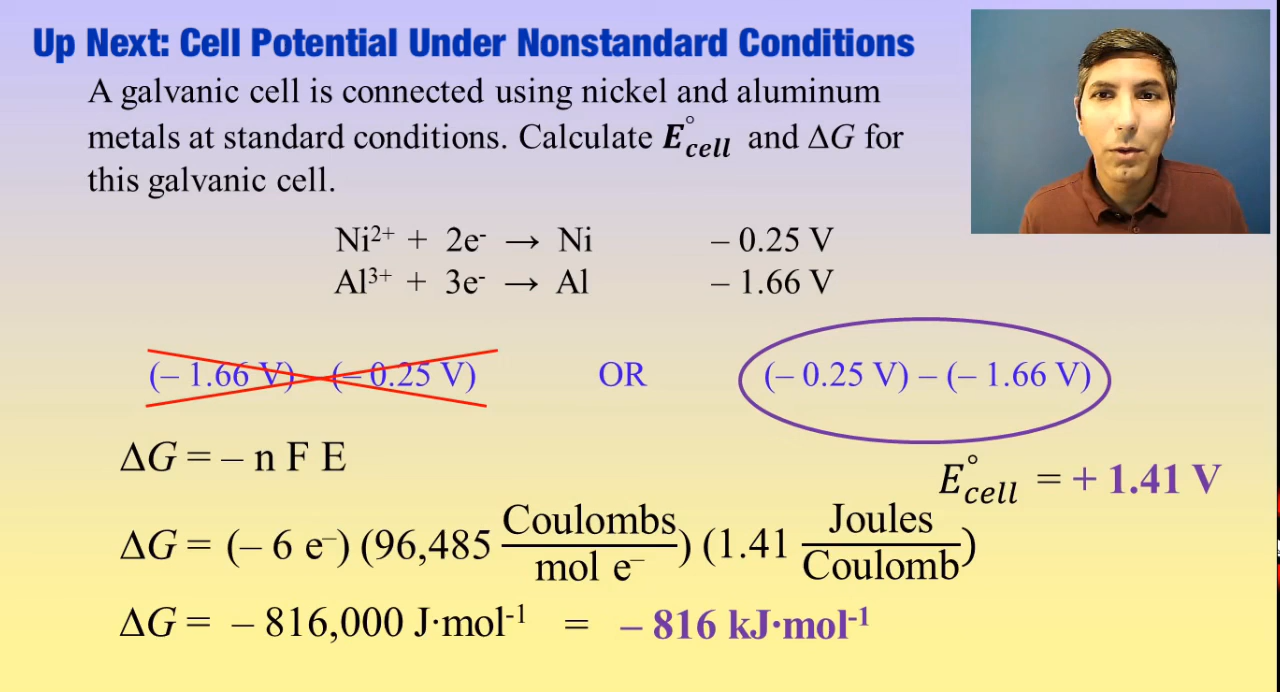 Up Next: Cell Potential Under Nonstandard Conditions
A galvanic cell is connected using nickel and aluminum
metals at standard conditions. Calculate E°cell and ΔG for
this galvanic cell.
Ni²⁺ + 2e⁻ → Ni – 0.25 V
Al³⁺ + 3e⁻ → Al – 1.66 V
(– 1.66 V) – (– 0.25 V) OR (– 0.25 V) – (– 1.66 V)
ΔG = – n F E
E°cell = + 1.41 V
ΔG = (– 6 e⁻) (96,485 Coulombs/mol e⁻) (1.41 Joules/Coulomb)
ΔG = – 816,000 J·mol⁻¹ = – 816 kJ·mol⁻¹